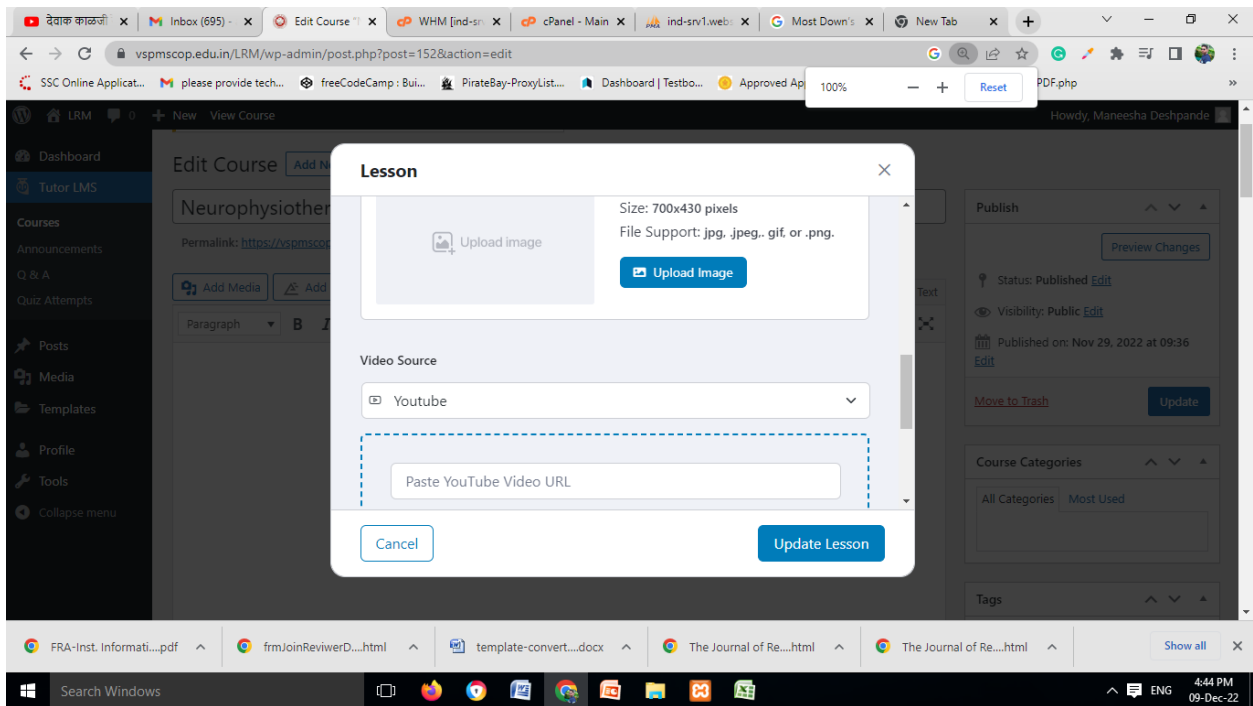 देवाक काळजी
Inbox (695) -
Edit Course "
WHM [ind-sr
cPanel - Main
ind-srv1.web
Most Down's
New Tab
vspmscop.edu.in/LRM/wp-admin/post.php?post=152&action=edit
SSC Online Applicat...
please provide tech...
freeCodeCamp : Bui...
PirateBay-ProxyList....
Dashboard | Testbo...
Approved Ap
PDF.php
»
100%
Reset
LRM
0
New
View Course
Howdy, Maneesha Deshpande
Dashboard
Tutor LMS
Courses
Announcements
Q & A
Quiz Attempts
Posts
Media
Templates
Profile
Tools
Collapse menu
Edit Course
Add N
Neurophysiother
Permalink: https://vspmscop
Add Media
Add
Text
Paragraph
B
I
Lesson
Upload image
Size: 700x430 pixels
File Support: jpg, .jpeg,. gif, or .png.
Upload Image
Video Source
Youtube
Paste YouTube Video URL
Cancel
Update Lesson
Publish
Preview Changes
Status: Published Edit
Visibility: Public Edit
Published on: Nov 29, 2022 at 09:36
Edit
Move to Trash
Update
Course Categories
All Categories
Most Used
Tags
FRA-Inst. Informati....pdf
frmJoinReviwerD....html
template-convert....docx
The Journal of Re....html
The Journal of Re....html
Show all
Search Windows
ENG
4:44 PM
09-Dec-22